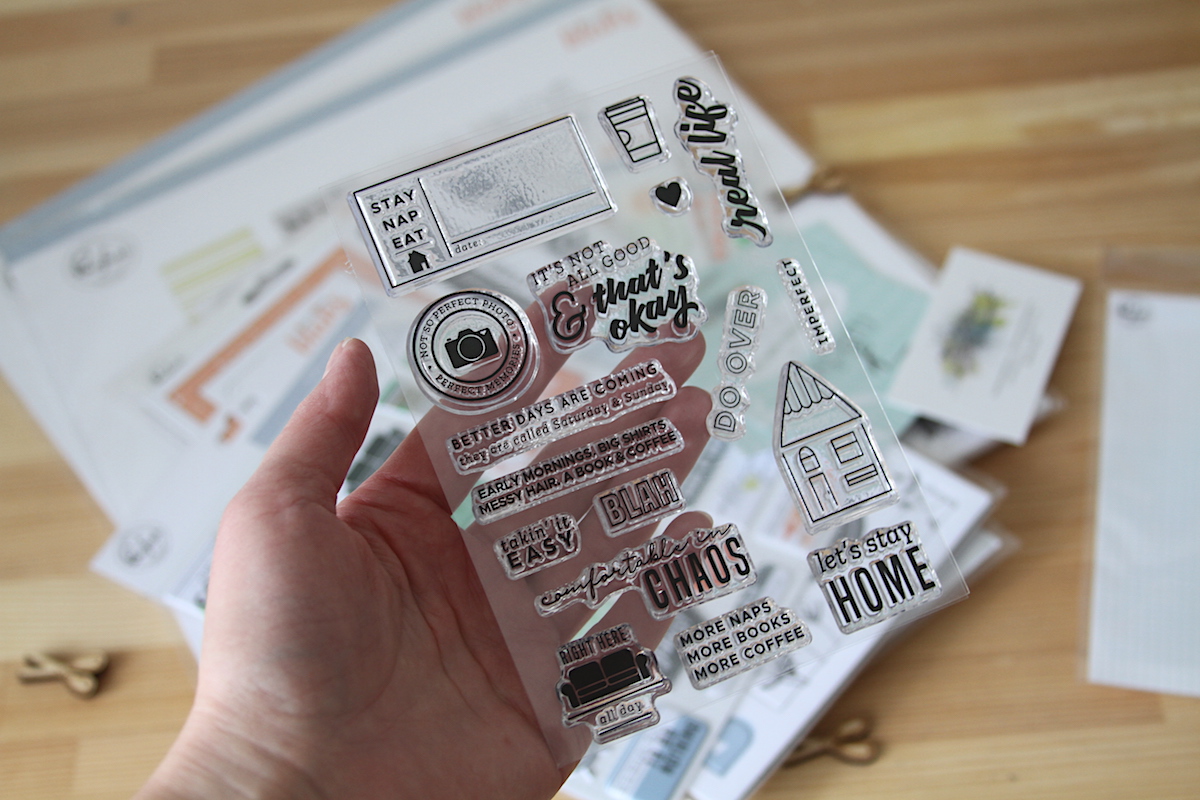 STAY
NAP
EAT
date:
real life
IT'S NOT
ALL GOOD
& that's
okay
IMPERFECT
DO OVER
NOT SO PERFECT PHOTO
PERFECT MEMORIES
BETTER DAYS ARE COMING
they are called Saturday & Sunday
EARLY MORNINGS, BIG SHIRTS
MESSY HAIR, A BOOK & COFFEE
BLAH
takin' it
EASY
comfortable in
CHAOS
let's stay
HOME
MORE NAPS
MORE BOOKS
MORE COFFEE
RIGHT HERE
all day